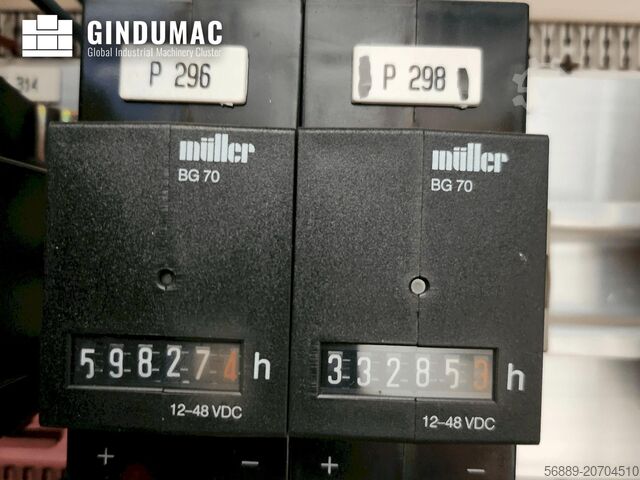 GINDUMAC
Global Industrial Machinery Cluster
314
P 296
P 298
müller
BG 70
müller
BG 70
598274 h
332853 h
12–48 VDC
12–48 VDC
+ −
+ −
56889-20704510